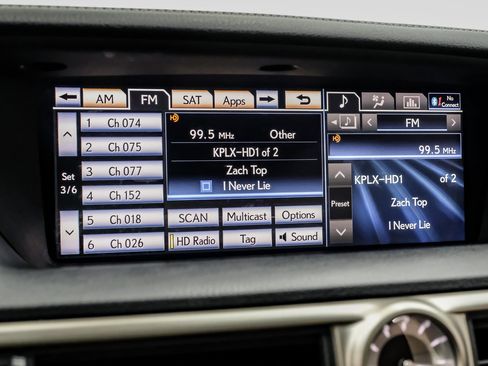 AM FM SAT Apps
No Connect
1 Ch 074
2 Ch 075
3 Ch 077
4 Ch 152
5 Ch 018
6 Ch 026
Set
3/6
HD
99.5 MHz Other
KPLX-HD1 of 2
Zach Top
I Never Lie
SCAN Multicast Options
HD Radio Tag Sound
FM
HD
99.5 MHz
KPLX-HD1 of 2
Zach Top
Preset
I Never Lie